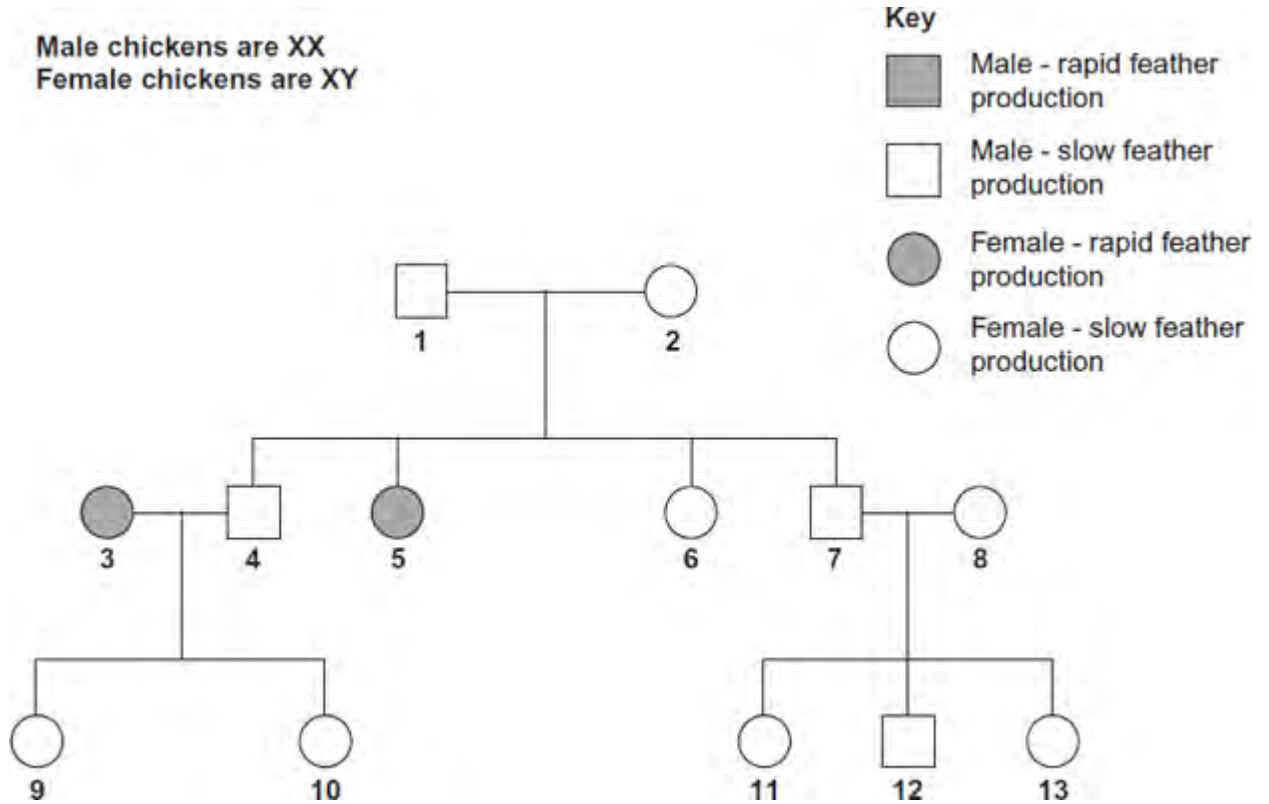 Male chickens are XX
Female chickens are XY
Key
Male - rapid feather
production
Male - slow feather
production
Female - rapid feather
production
Female - slow feather
production
1
2
3
4
5
6
7
8
9
10
11
12
13